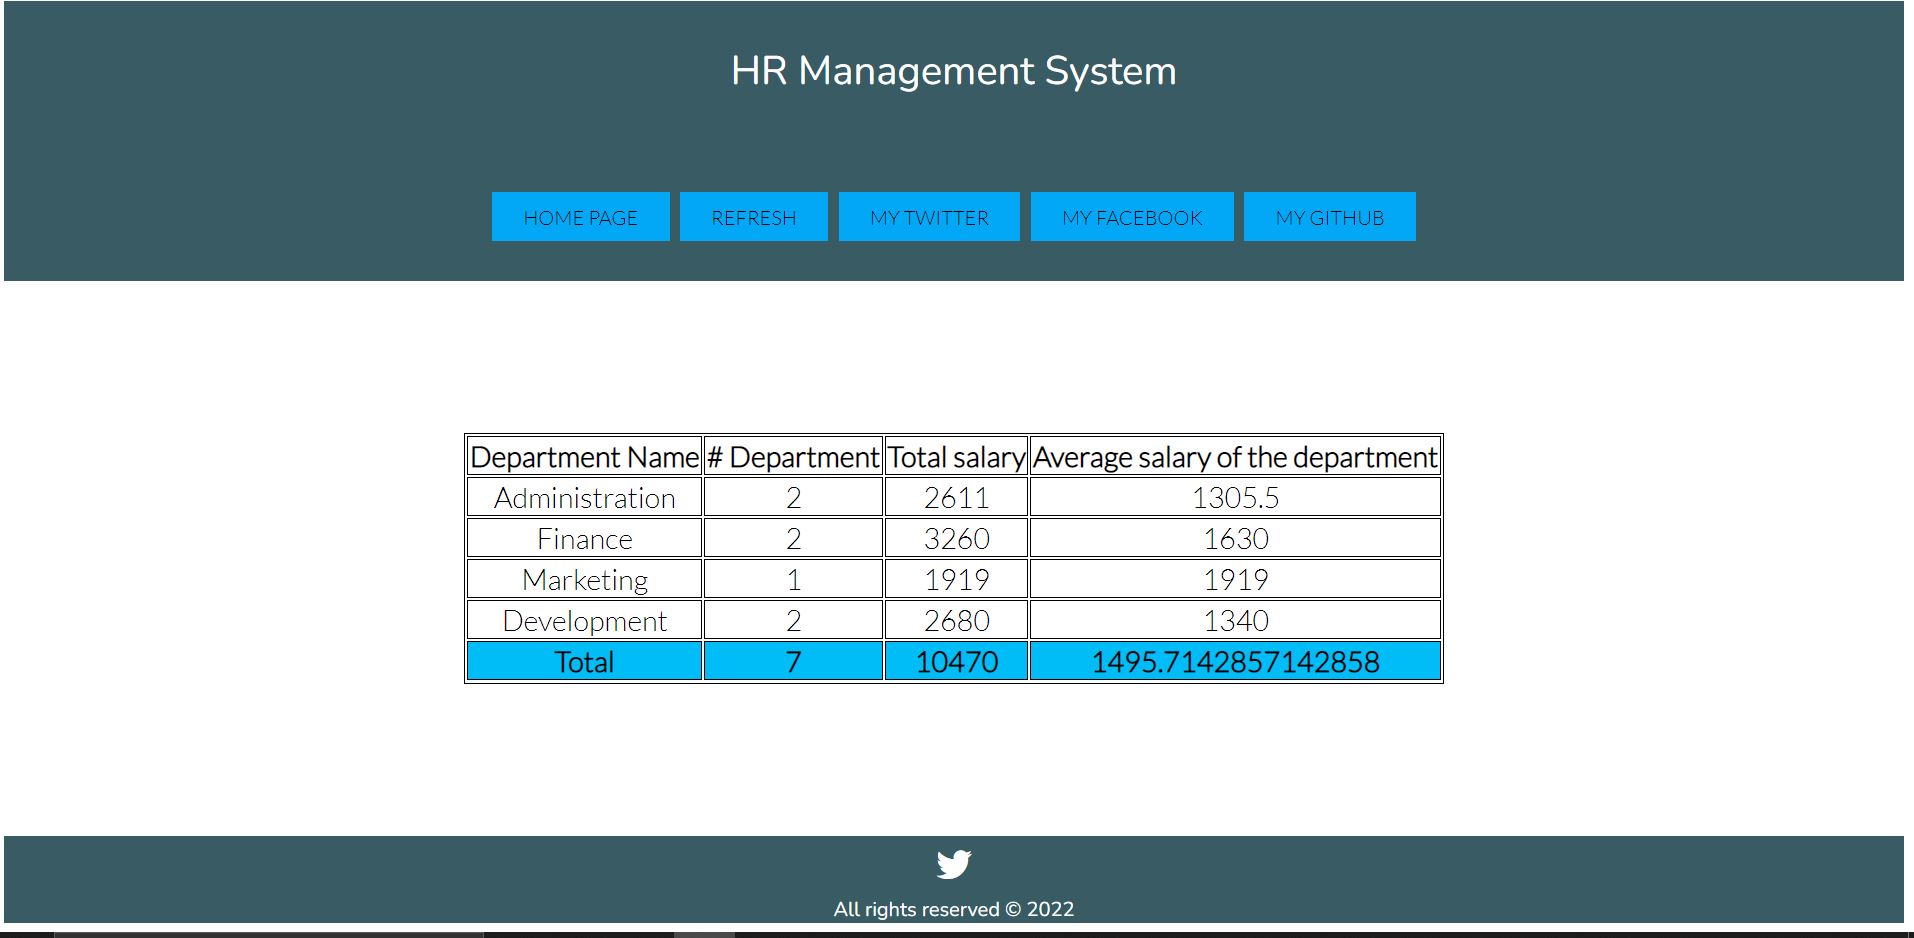 HR Management System
HOME PAGE REFRESH MY TWITTER MY FACEBOOK MY GITHUB
Department Name # Department Total salary Average salary of the department
Administration 2 2611 1305.5
Finance 2 3260 1630
Marketing 1 1919 1919
Development 2 2680 1340
Total 7 10470 1495.7142857142858
All rights reserved © 2022